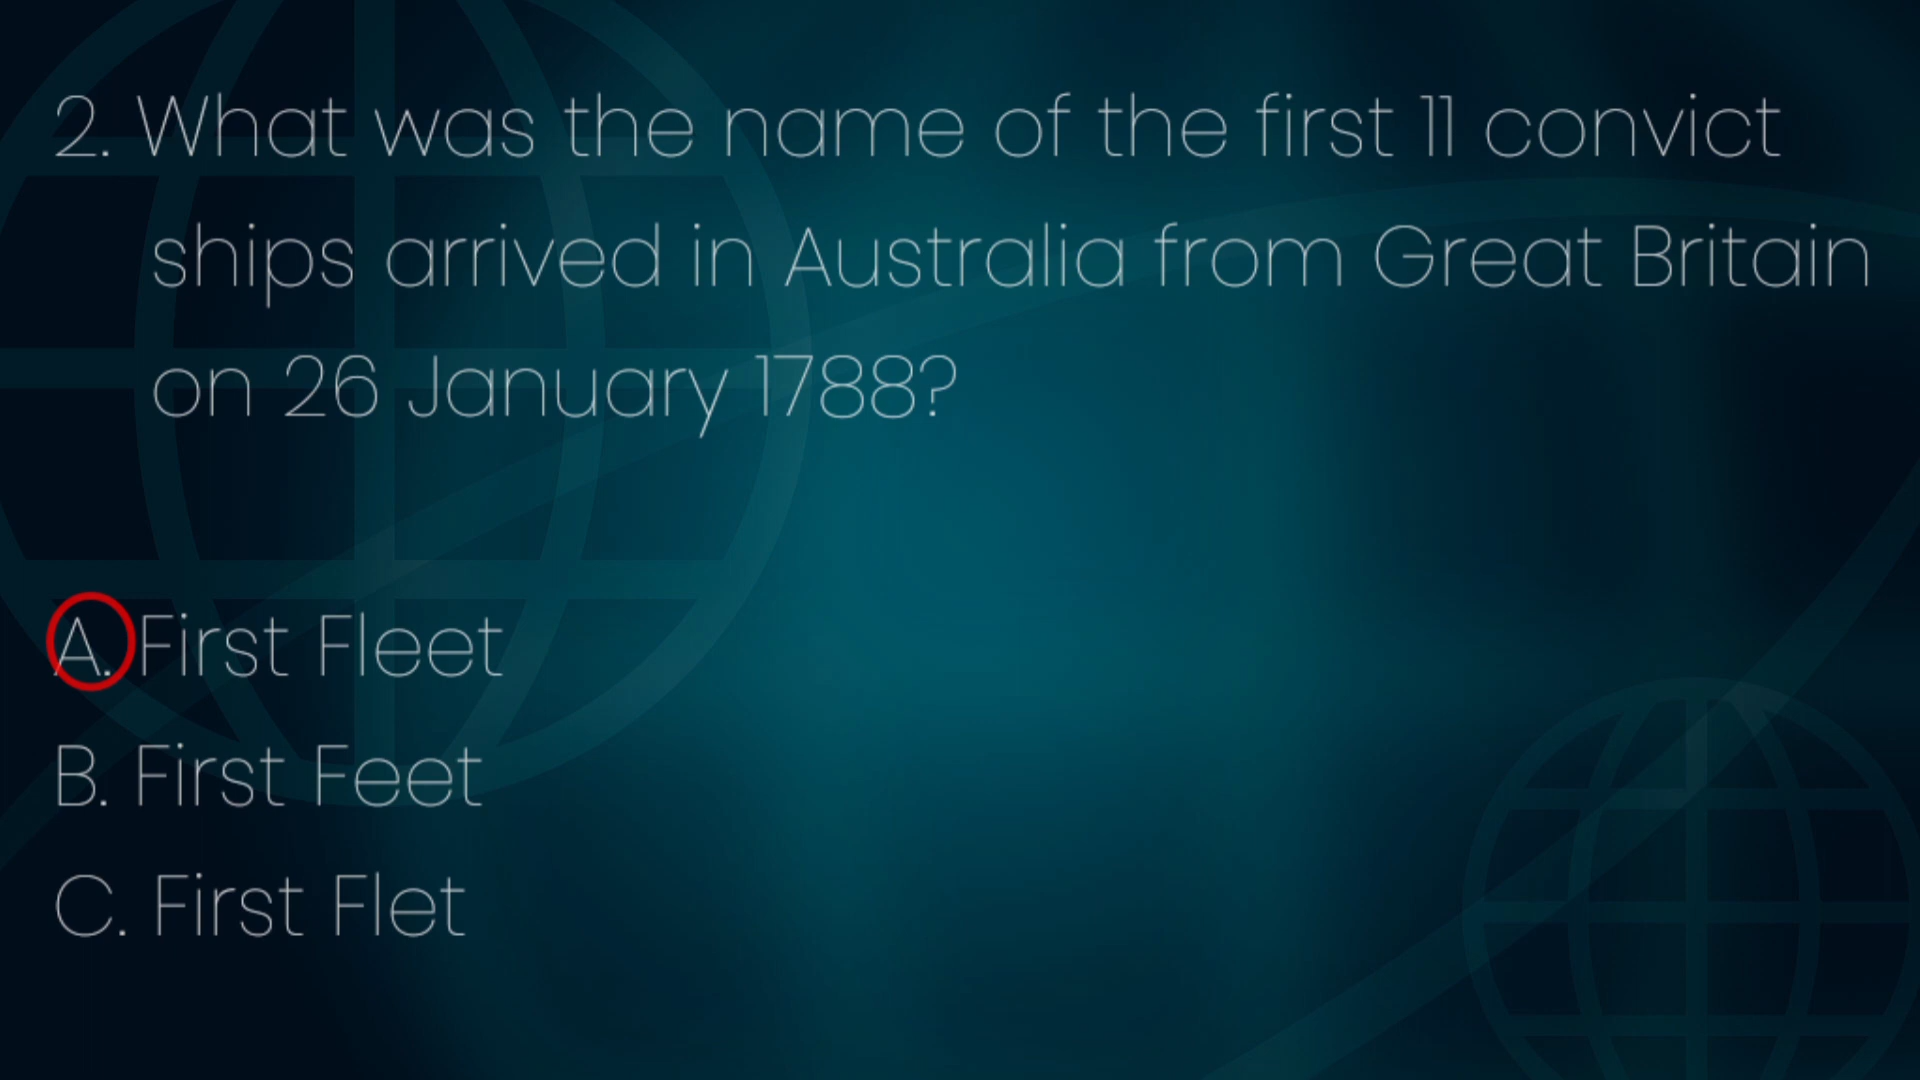 2. What was the name of the first 11 convict
ships arrived in Australia from Great Britain
on 26 January 1788?
A. First Fleet
B. First Feet
C. First Flet